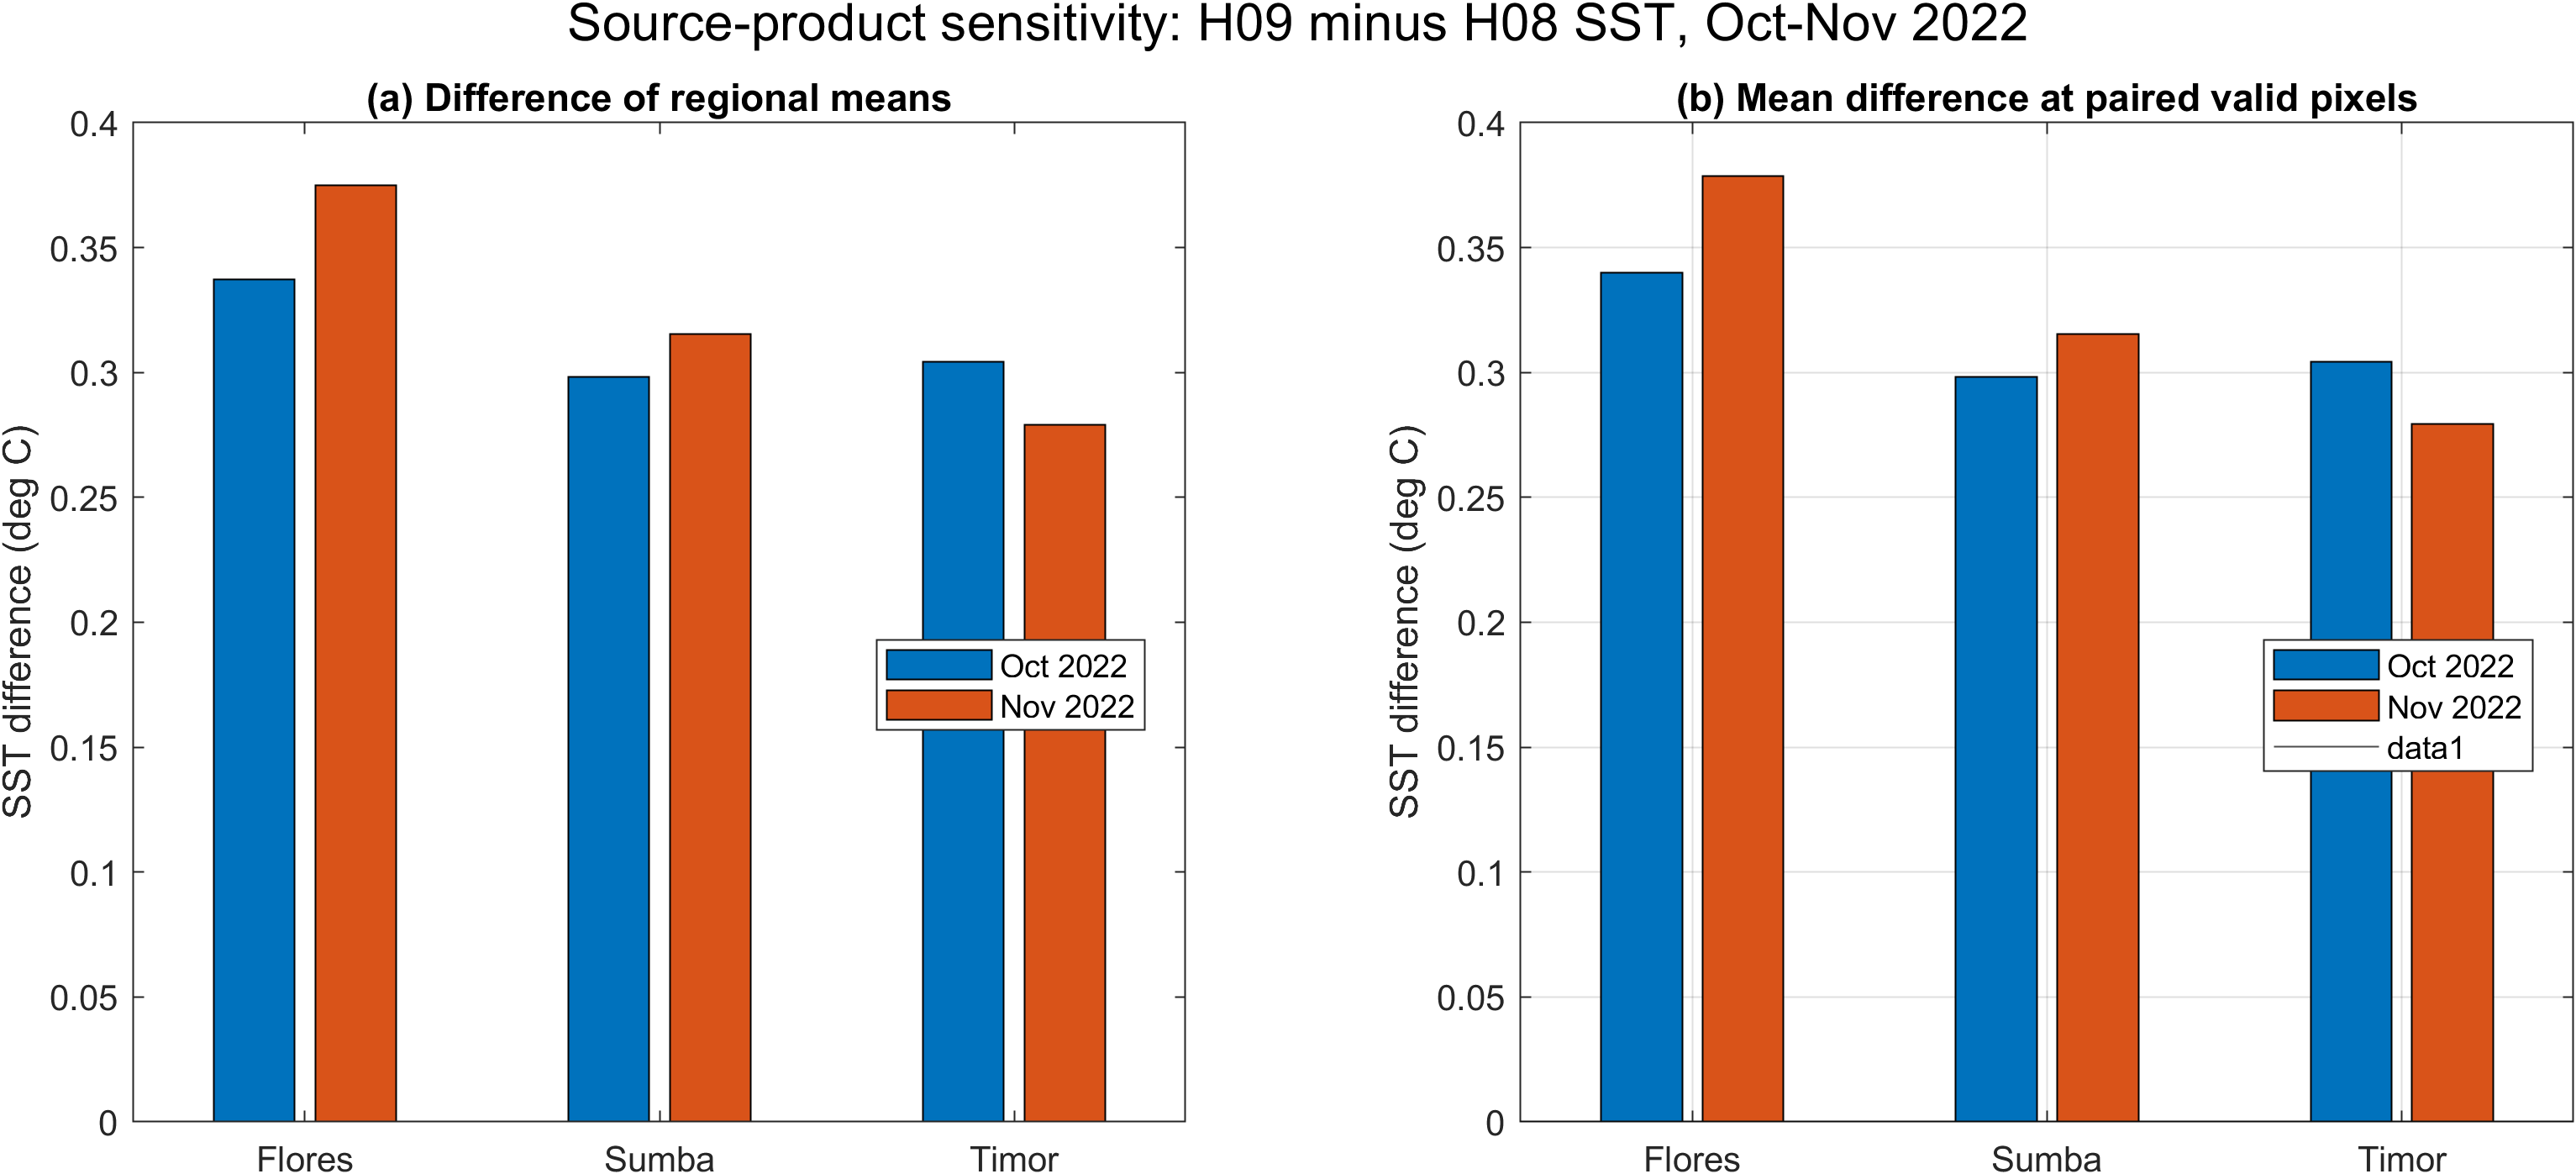 Source-product sensitivity: H09 minus H08 SST, Oct-Nov 2022
(a) Difference of regional means
SST difference (deg C)
0.4
0.35
0.3
0.25
0.2
0.15
0.1
0.05
0
Flores
Sumba
Timor
Oct 2022
Nov 2022
(b) Mean difference at paired valid pixels
SST difference (deg C)
0.4
0.35
0.3
0.25
0.2
0.15
0.1
0.05
0
Flores
Sumba
Timor
Oct 2022
Nov 2022
data1